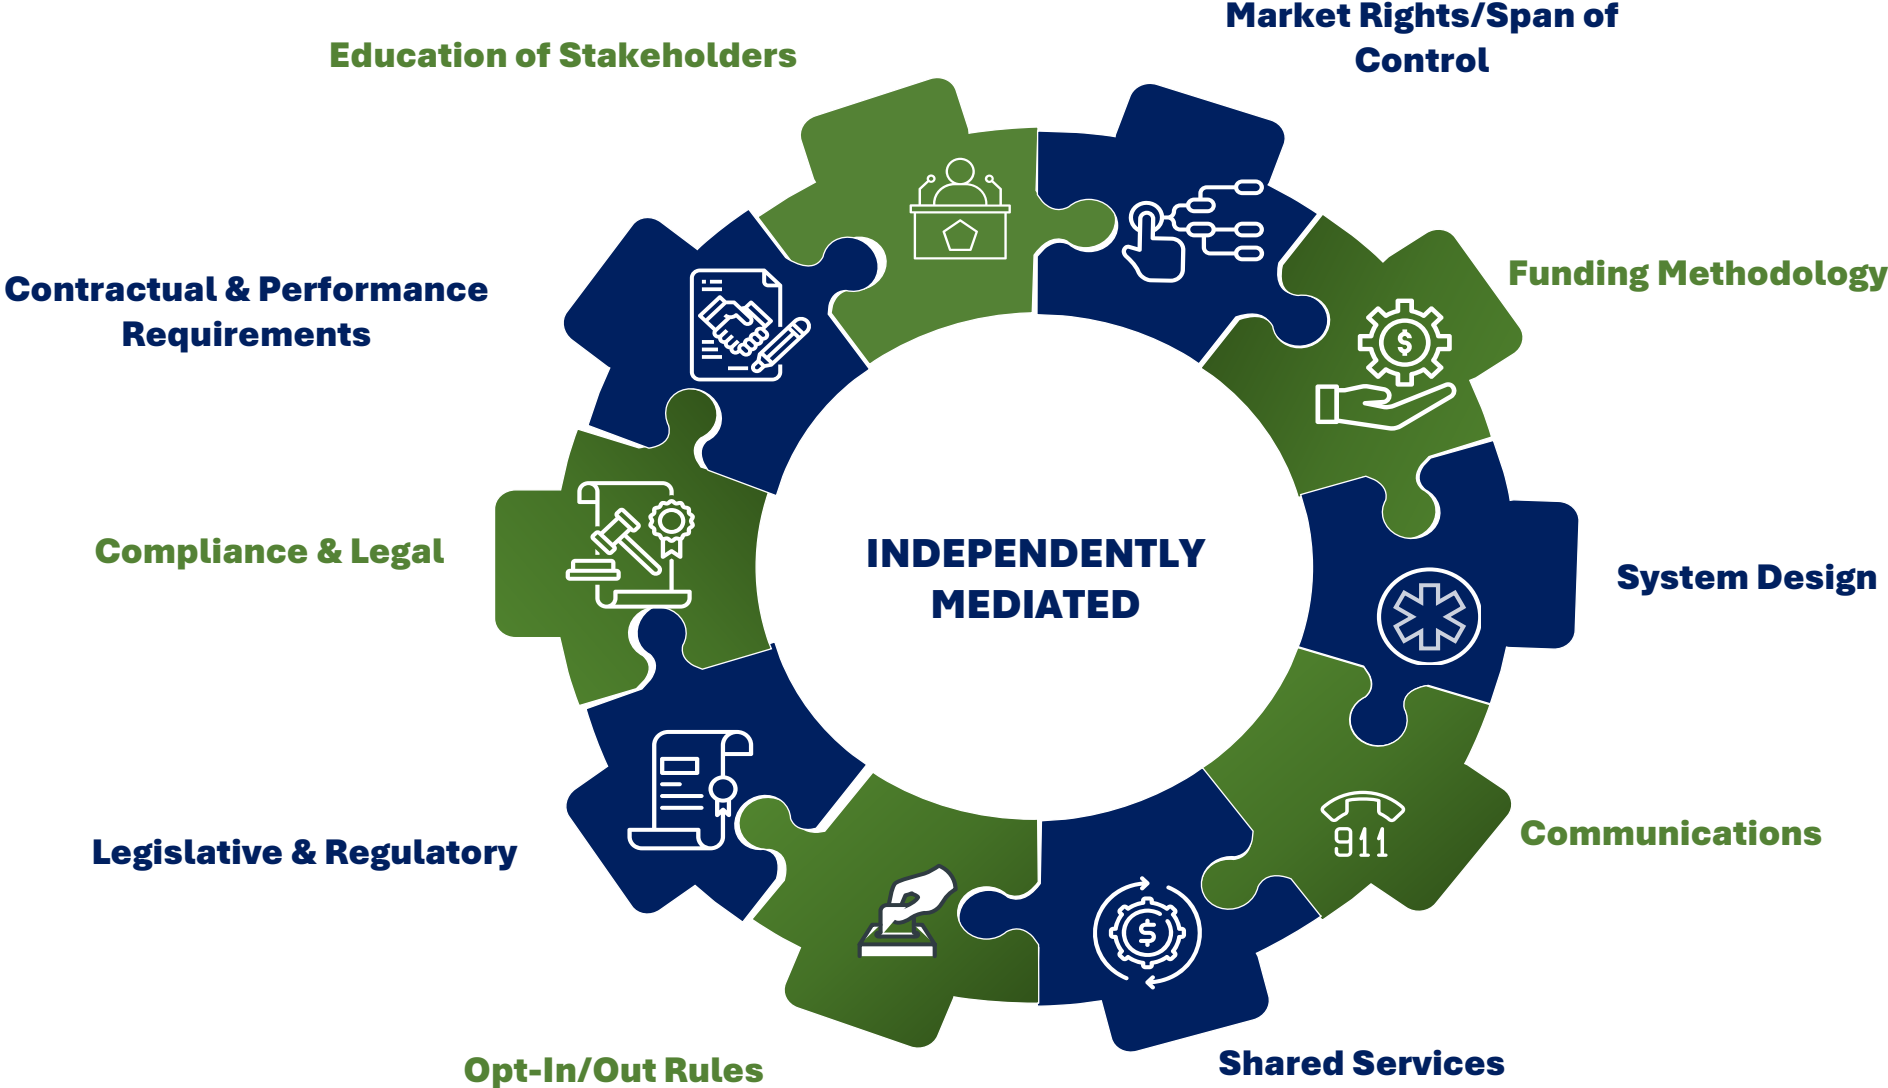 Market Rights/Span of
Control
Education of Stakeholders
Funding Methodology
Contractual & Performance
Requirements
$
INDEPENDENTLY
MEDIATED
Compliance & Legal
System Design
Communications
911
Legislative & Regulatory
$
Shared Services
Opt-In/Out Rules